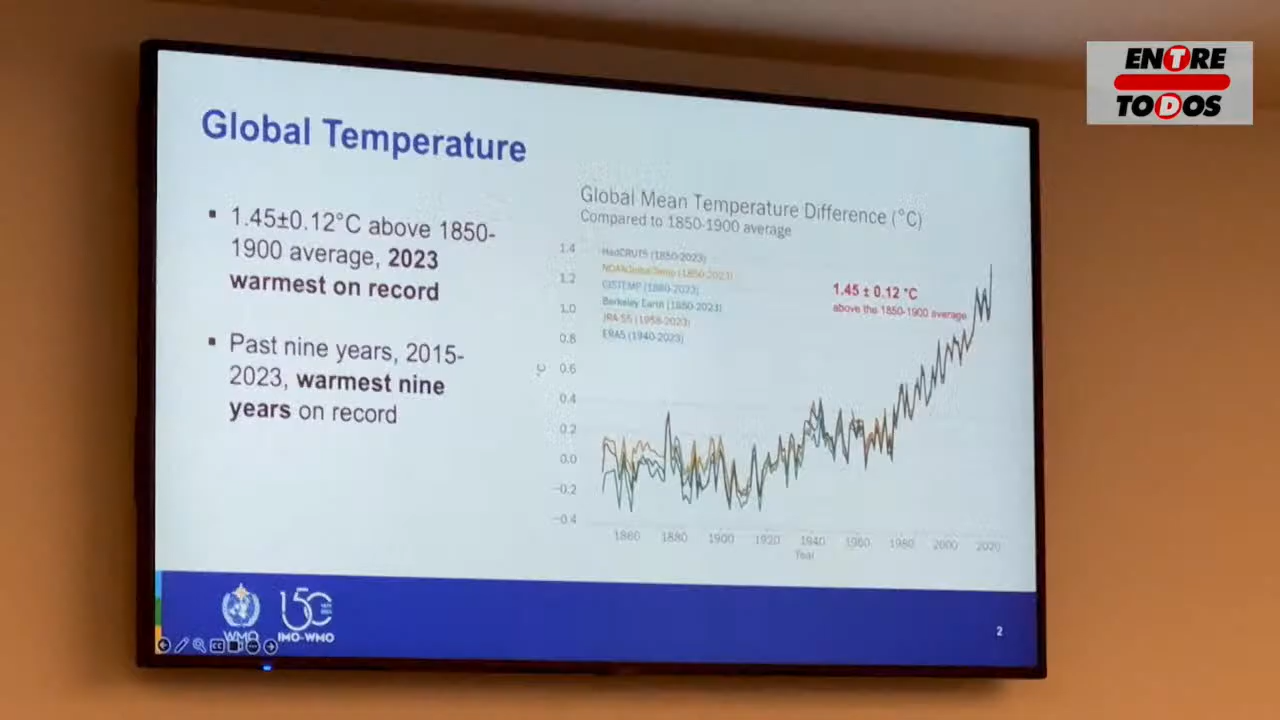 ENTRE
TODOS
Global Temperature
▪ 1.45±0.12°C above 1850-
1900 average, 2023
warmest on record
▪ Past nine years, 2015-
2023, warmest nine
years on record
Global Mean Temperature Difference (°C)
Compared to 1850-1900 average
HadCRUT5 (1850-2023)
NOAAGlobalTemp (1850-2023)
GISTEMP (1880-2023)
Berkeley Earth (1850-2023)
JRA-55 (1958-2023)
ERA5 (1940-2023)
1.45 ± 0.12 °C
above the 1850-1900 average
1.4
1.2
1.0
0.8
0.6
0.4
0.2
0.0
−0.2
−0.4
°C
1860 1880 1900 1920 1940 1960 1980 2000 2020
Year
WMO
150
IMO-WMO
CC
2